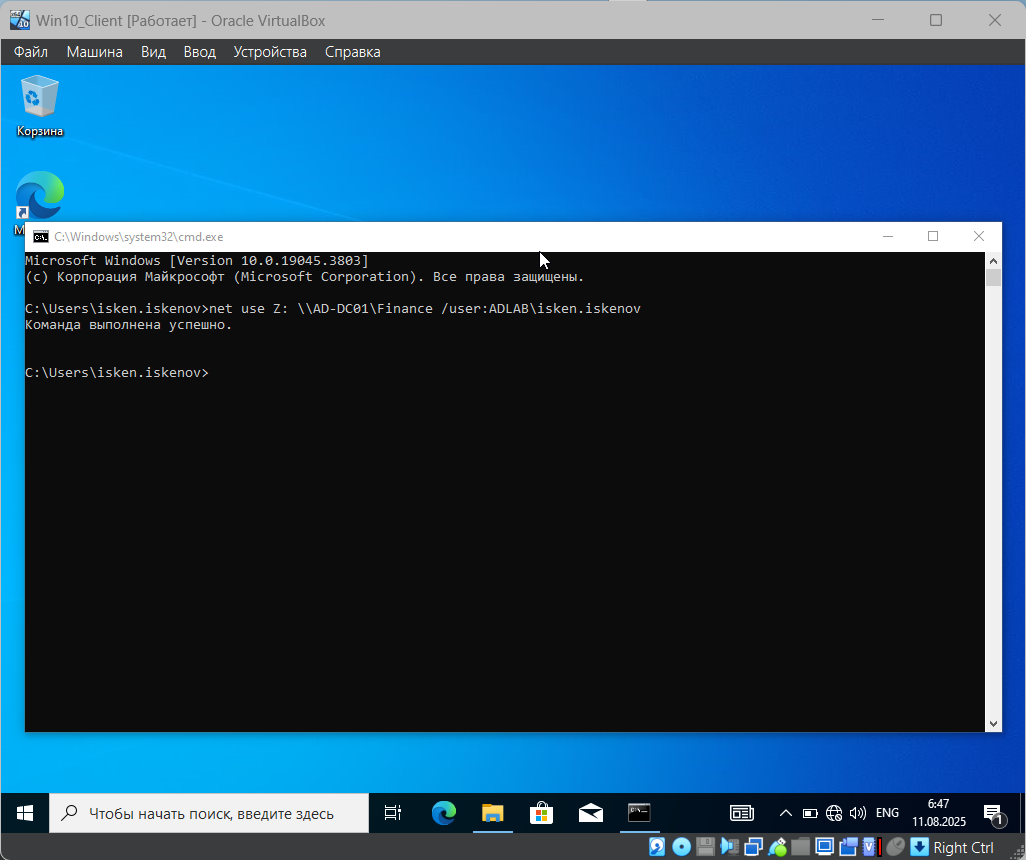 Win10_Client [Работает] - Oracle VirtualBox
Файл Машина Вид Ввод Устройства Справка
Корзина
C:\Windows\system32\cmd.exe
Microsoft Windows [Version 10.0.19045.3803]
(c) Корпорация Майкрософт (Microsoft Corporation). Все права защищены.
C:\Users\isken.iskenov>net use Z: \\AD-DC01\Finance /user:ADLAB\isken.iskenov
Команда выполнена успешно.
C:\Users\isken.iskenov>
Чтобы начать поиск, введите здесь
ENG
6:47
11.08.2025
1
Right Ctrl